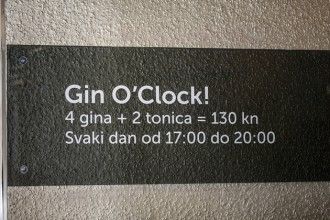 Gin O'Clock!
4 gina + 2 tonica = 130 kn
Svaki dan od 17:00 do 20:00